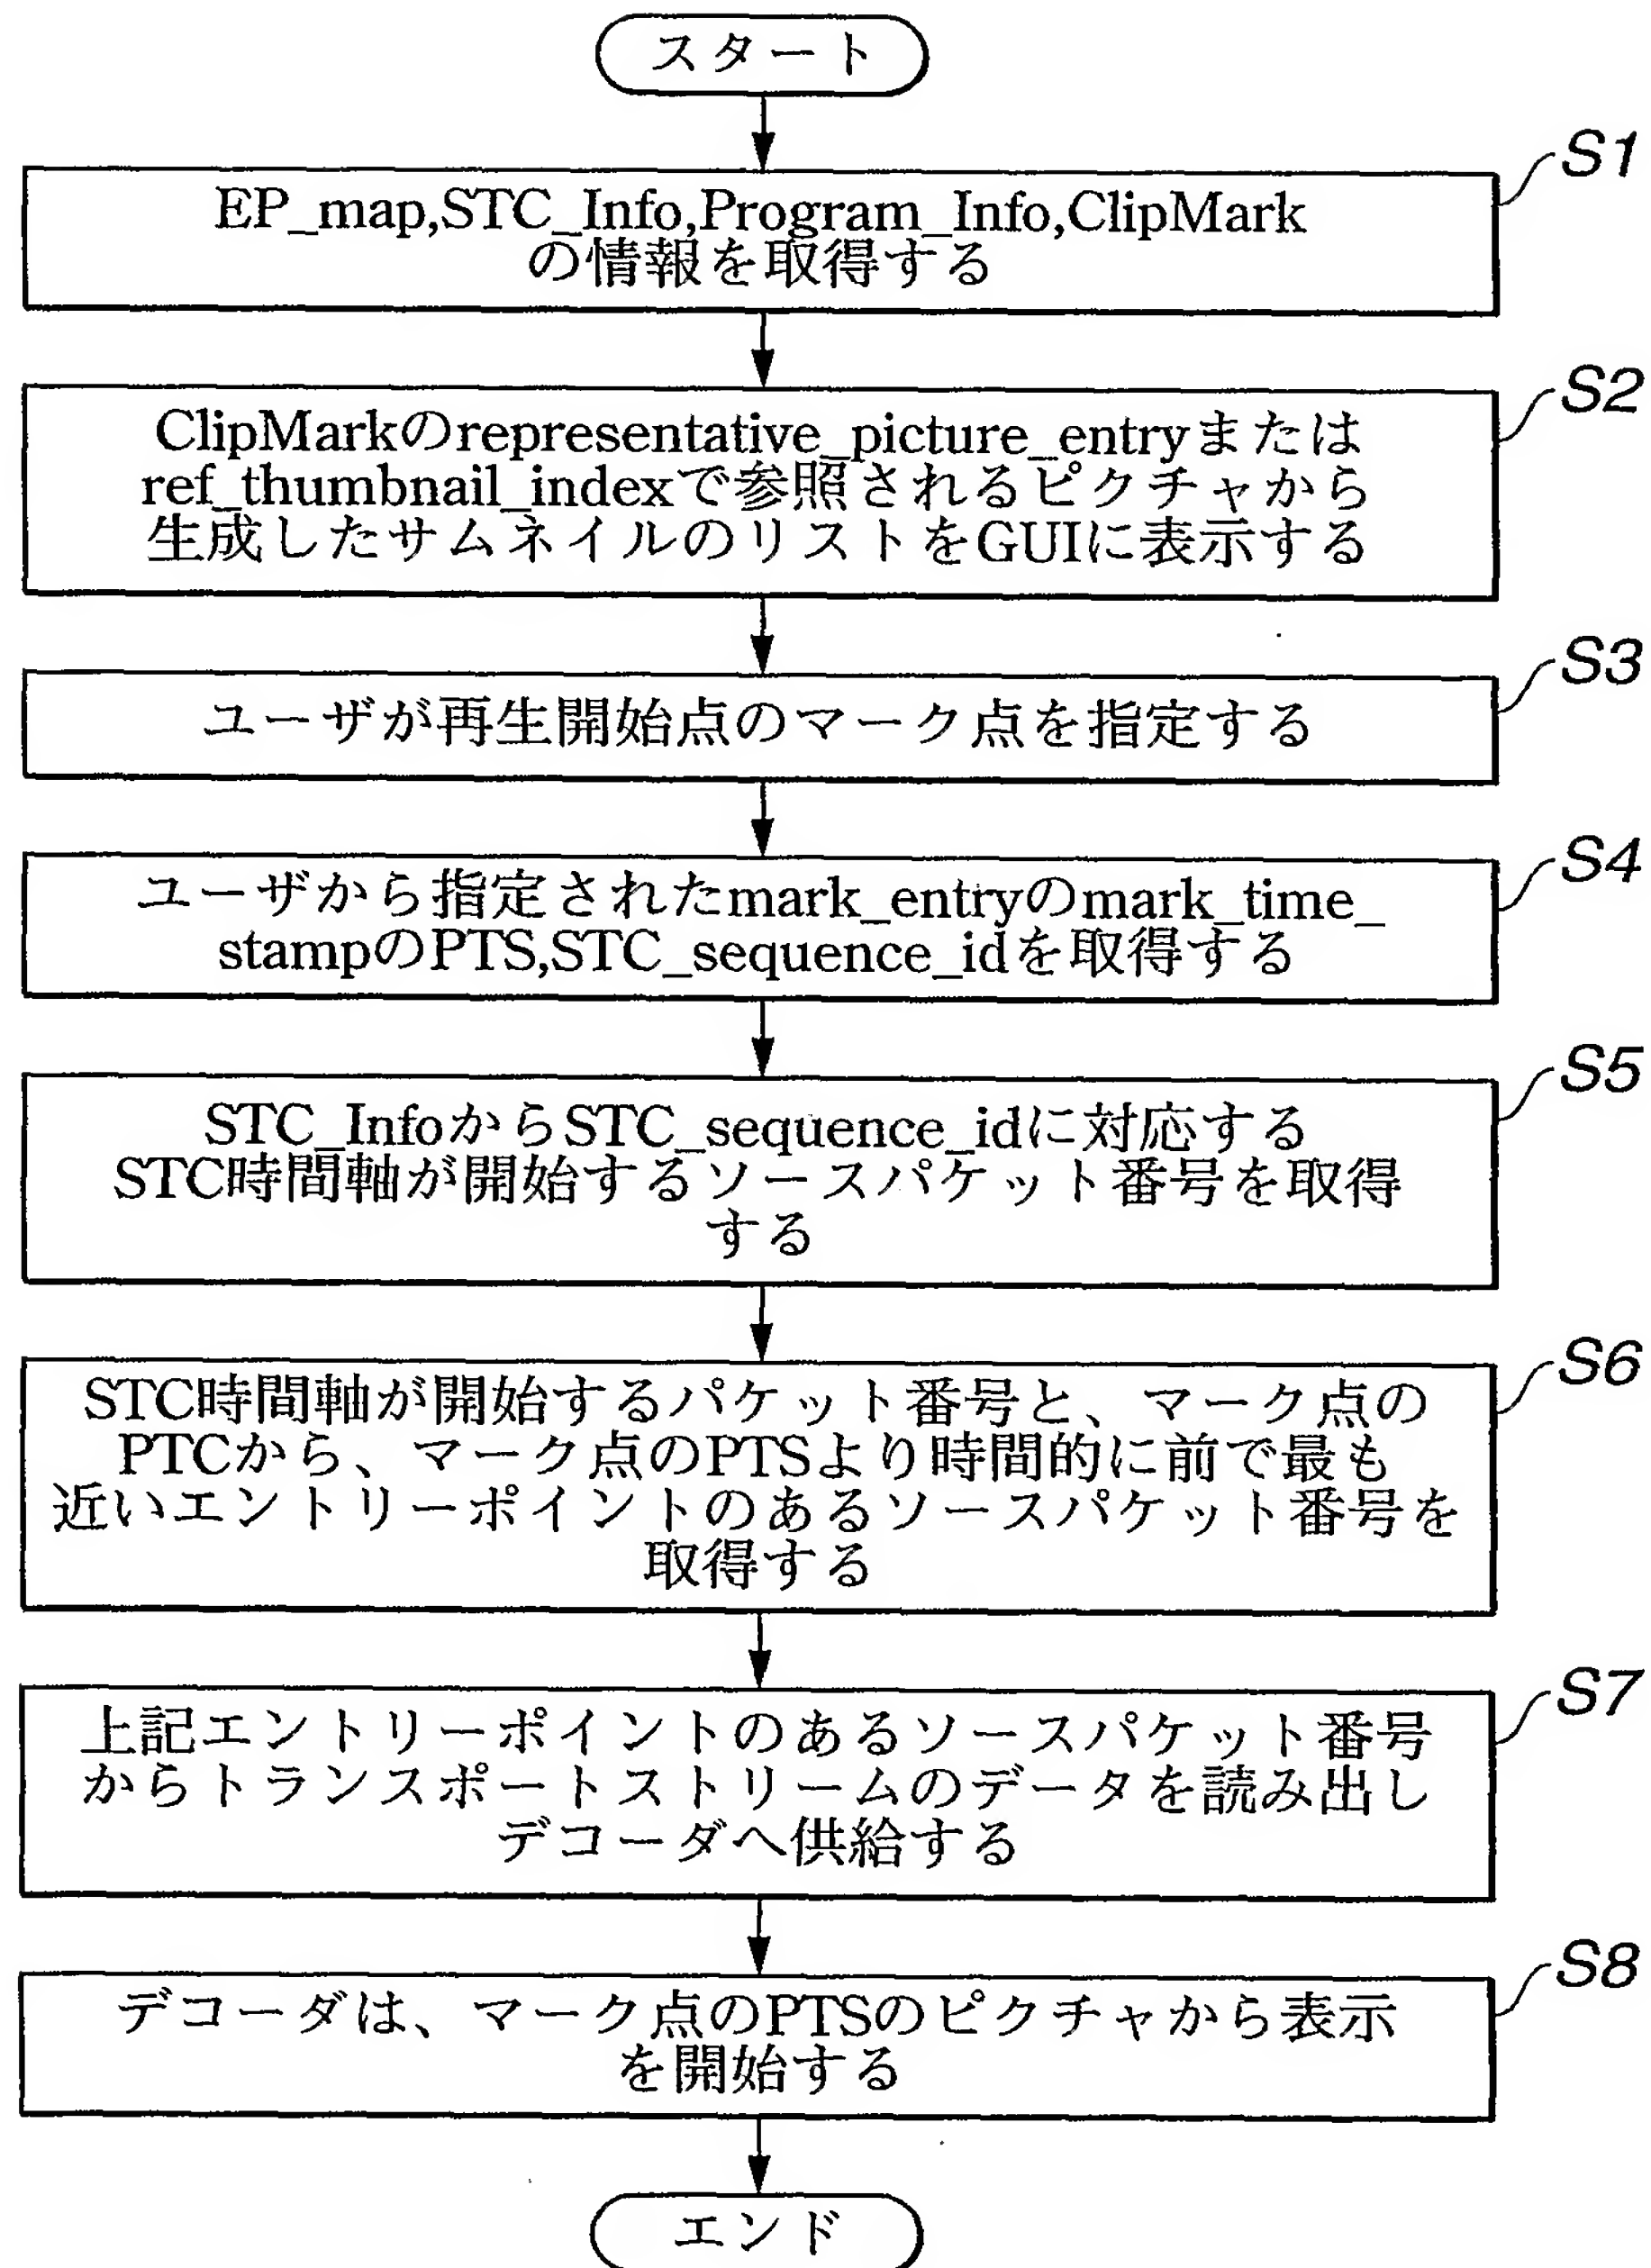 スタート
S1
EP_map,STC_Info,Program_Info,ClipMark
の情報を取得する
S2
ClipMarkのrepresentative_picture_entryまたは
ref_thumbnail_indexで参照されるピクチャから
生成したサムネイルのリストをGUIに表示する
S3
ユーザが再生開始点のマーク点を指定する
S4
ユーザから指定されたmark_entryのmark_time_
stampのPTS,STC_sequence_idを取得する
S5
STC_InfoからSTC_sequence_idに対応する
STC時間軸が開始するソースパケット番号を取得
する
S6
STC時間軸が開始するパケット番号と、マーク点の
PTCから、マーク点のPTSより時間的に前で最も
近いエントリーポイントのあるソースパケット番号を
取得する
S7
上記エントリーポイントのあるソースパケット番号
からトランスポートストリームのデータを読み出し
デコーダへ供給する
S8
デコーダは、マーク点のPTSのピクチャから表示
を開始する
エンド